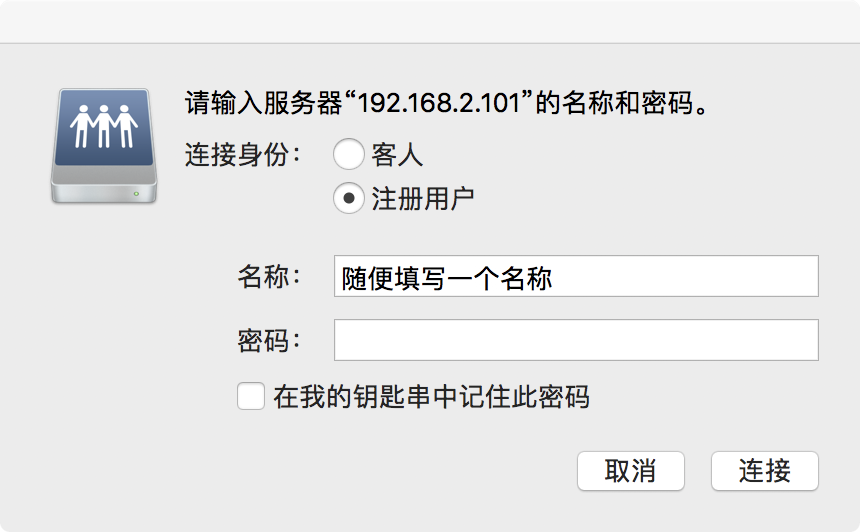 请输入服务器“192.168.2.101”的名称和密码。
连接身份： 客人
注册用户
名称： 随便填写一个名称
密码：
在我的钥匙串中记住此密码
取消 连接